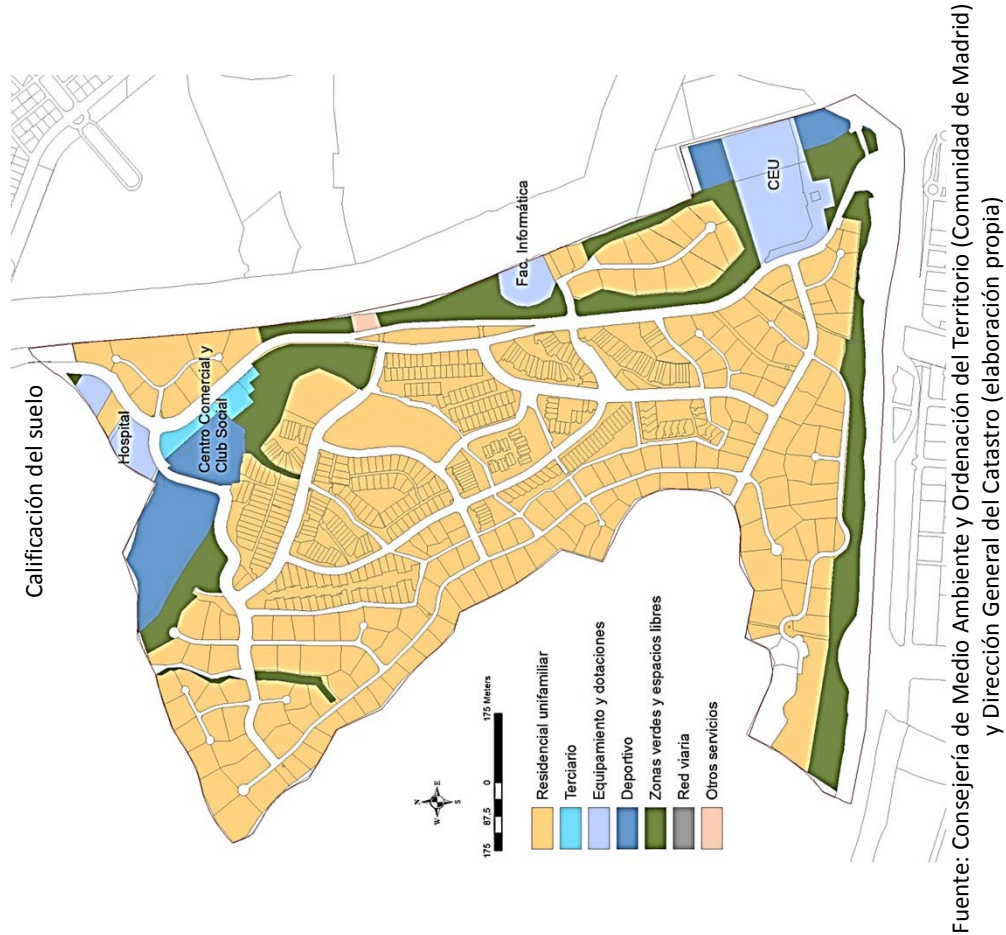 Calificación del suelo
Hospital
Centro Comercial y
Club Social
Fac. Informática
CEU
N
W E
S
175 87,5 0 175 Meters
Residencial unifamiliar
Terciario
Equipamiento y dotaciones
Deportivo
Zonas verdes y espacios libres
Red viaria
Otros servicios
Fuente: Consejería de Medio Ambiente y Ordenación del Territorio (Comunidad de Madrid)
y Dirección General del Catastro (elaboración propia)